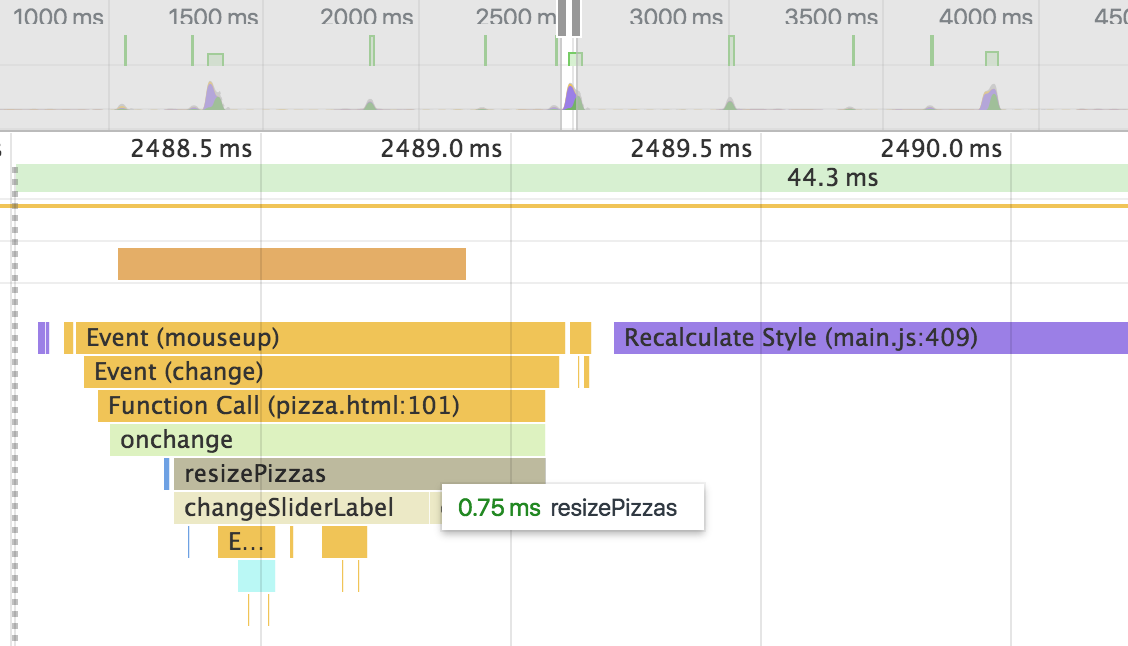 1000 ms 1500 ms 2000 ms 2500 m 3000 ms 3500 ms 4000 ms 450
s 2488.5 ms 2489.0 ms 2489.5 ms 2490.0 ms
44.3 ms
Event (mouseup) Recalculate Style (main.js:409)
Event (change)
Function Call (pizza.html:101)
onchange
resizePizzas
changeSliderLabel
0.75 ms resizePizzas
E...